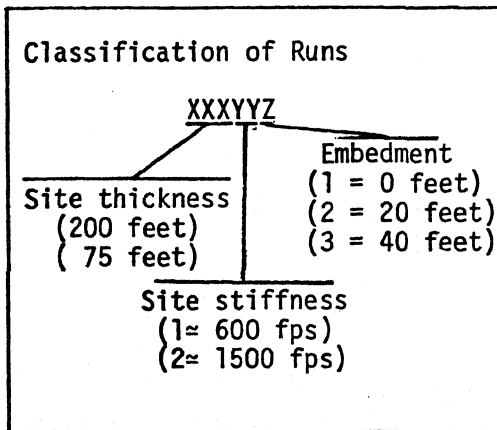 Classification of Runs
XXXYYZ
Embedment
(1 = 0 feet)
(2 = 20 feet)
(3 = 40 feet)
Site thickness
(200 feet)
( 75 feet)
Site stiffness
(1≃ 600 fps)
(2≃ 1500 fps)